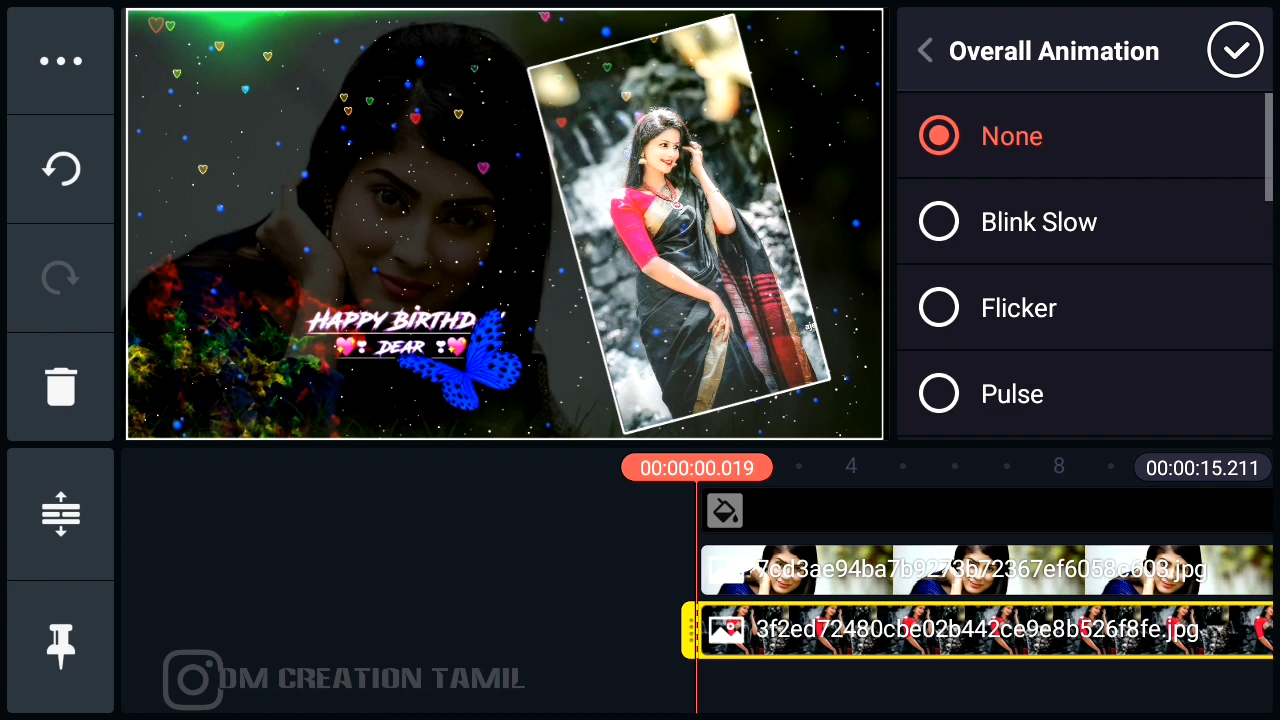 Overall Animation
None
Blink Slow
Flicker
Pulse
HAPPY BIRTHD
DEAR
00:00:00.019
4
8
00:00:15.211
7cd3ae94ba7b9273b72367ef6058c603.jpg
3f2ed72480cbe02b442ce9e8b526f8fe.jpg
DM CREATION TAMIL